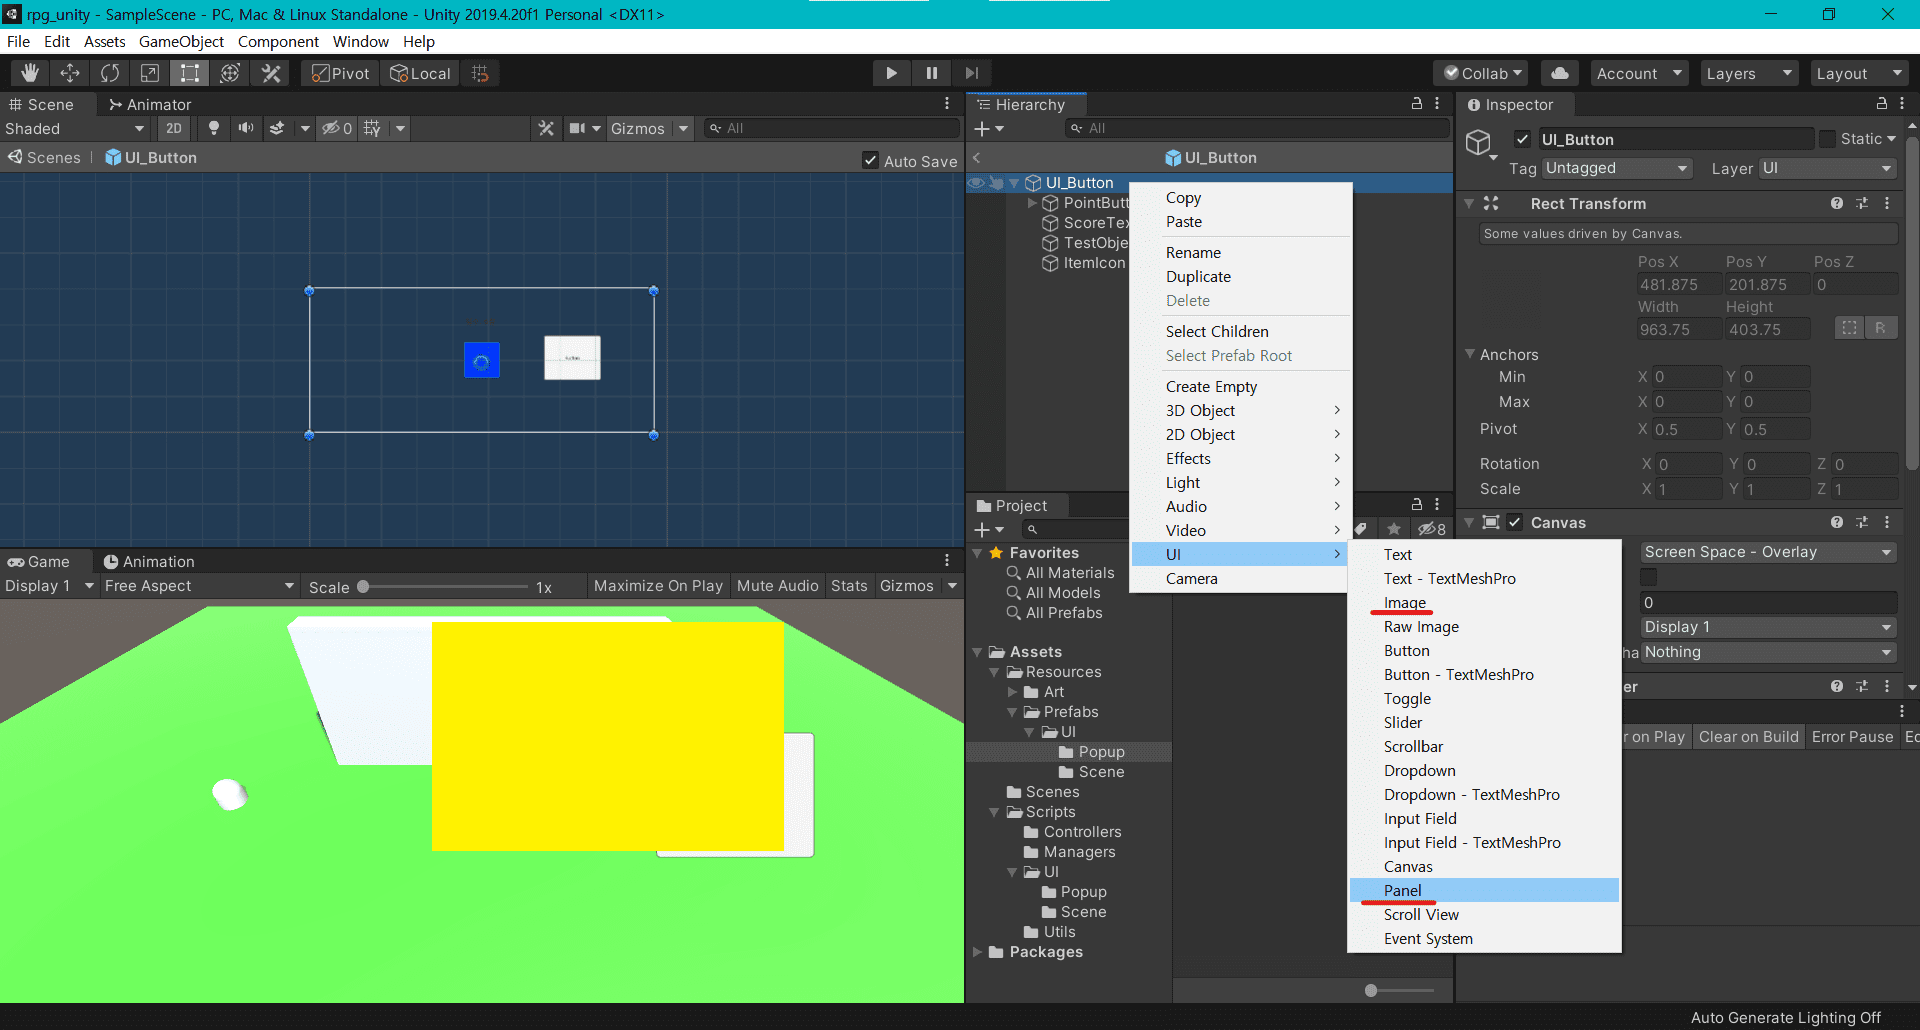 rpg_unity - SampleScene - PC, Mac & Linux Standalone - Unity 2019.4.20f1 Personal <DX11>
File Edit Assets GameObject Component Window Help
Pivot Local Collab Account Layers Layout
Scene Animator
Shaded 2D 0 Gizmos All
Scenes UI_Button Auto Save
Hierarchy
All
UI_Button
UI_Button
PointButt
ScoreTex
TestObje
ItemIcon
Copy
Paste
Rename
Duplicate
Delete
Select Children
Select Prefab Root
Create Empty
3D Object
2D Object
Effects
Light
Audio
Video
UI
Camera
Text
Text - TextMeshPro
Image
Raw Image
Button
Button - TextMeshPro
Toggle
Slider
Scrollbar
Dropdown
Dropdown - TextMeshPro
Input Field
Input Field - TextMeshPro
Canvas
Panel
Scroll View
Event System
Inspector
UI_Button Static
Tag Untagged Layer UI
Rect Transform
Some values driven by Canvas.
Pos X Pos Y Pos Z
481.875 201.875 0
Width Height
963.75 403.75 R
Anchors
Min X 0 Y 0
Max X 0 Y 0
Pivot X 0.5 Y 0.5
Rotation X 0 Y 0 Z 0
Scale X 1 Y 1 Z 1
Canvas
Screen Space - Overlay
0
Display 1
ha Nothing
er
r on Play Clear on Build Error Pause Ed
Game Animation
Display 1 Free Aspect Scale 1x Maximize On Play Mute Audio Stats Gizmos
Project
8
Favorites
All Materials
All Models
All Prefabs
Assets
Resources
Art
Prefabs
UI
Popup
Scene
Scenes
Scripts
Controllers
Managers
UI
Popup
Scene
Utils
Packages
Auto Generate Lighting Off